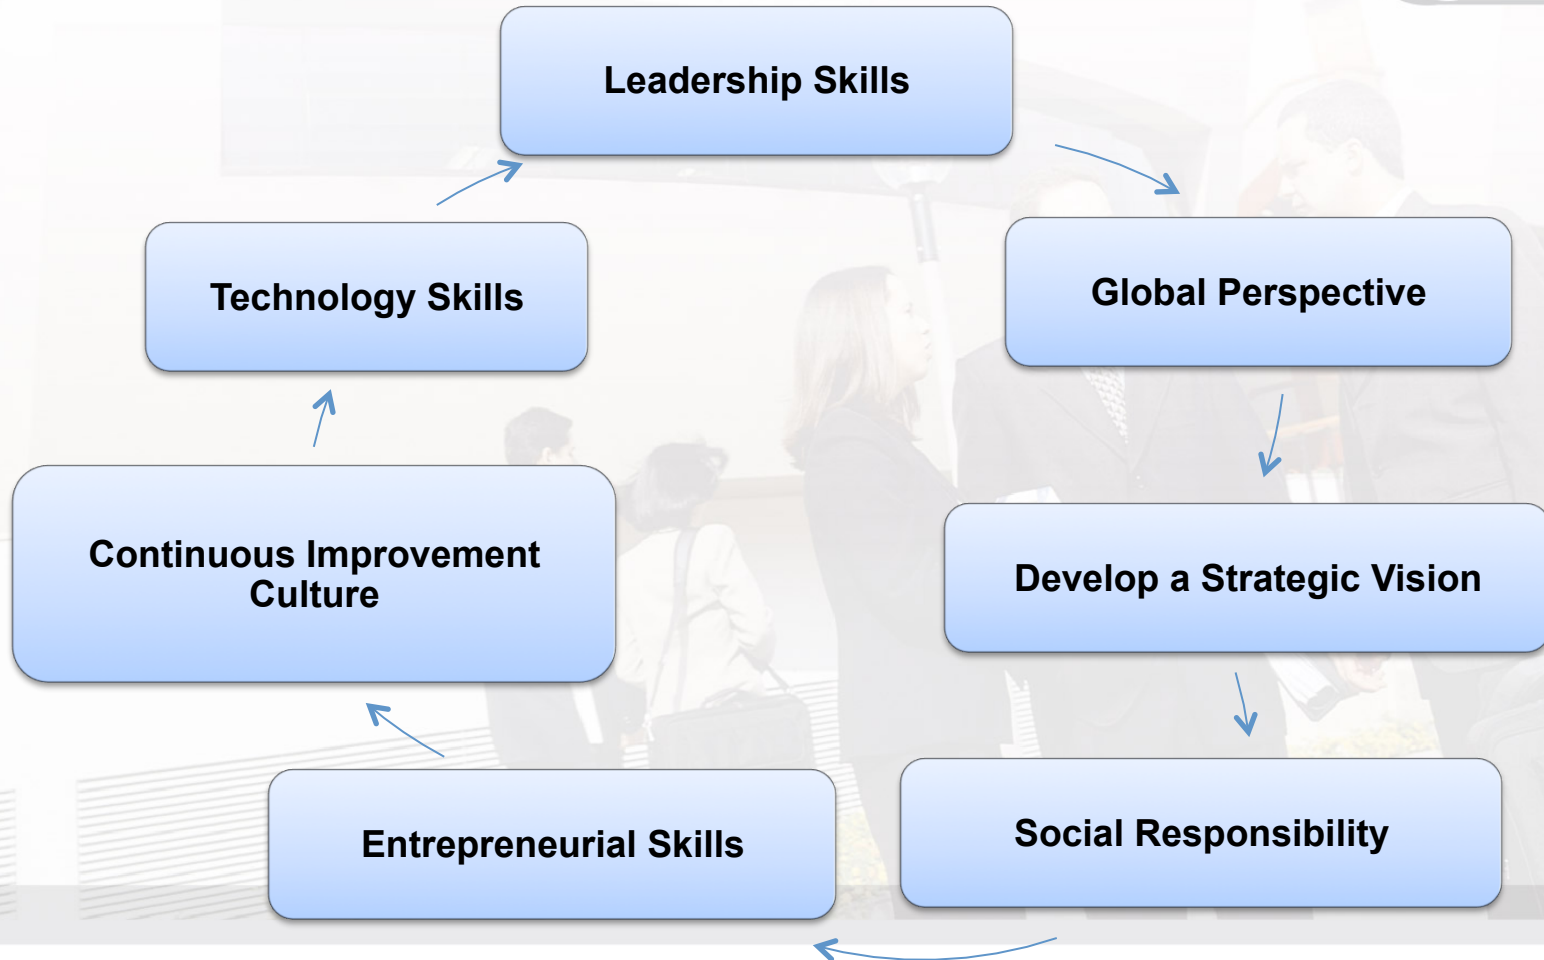 Leadership Skills
Global Perspective
Develop a Strategic Vision
Social Responsibility
Entrepreneurial Skills
Continuous Improvement
Culture
Technology Skills